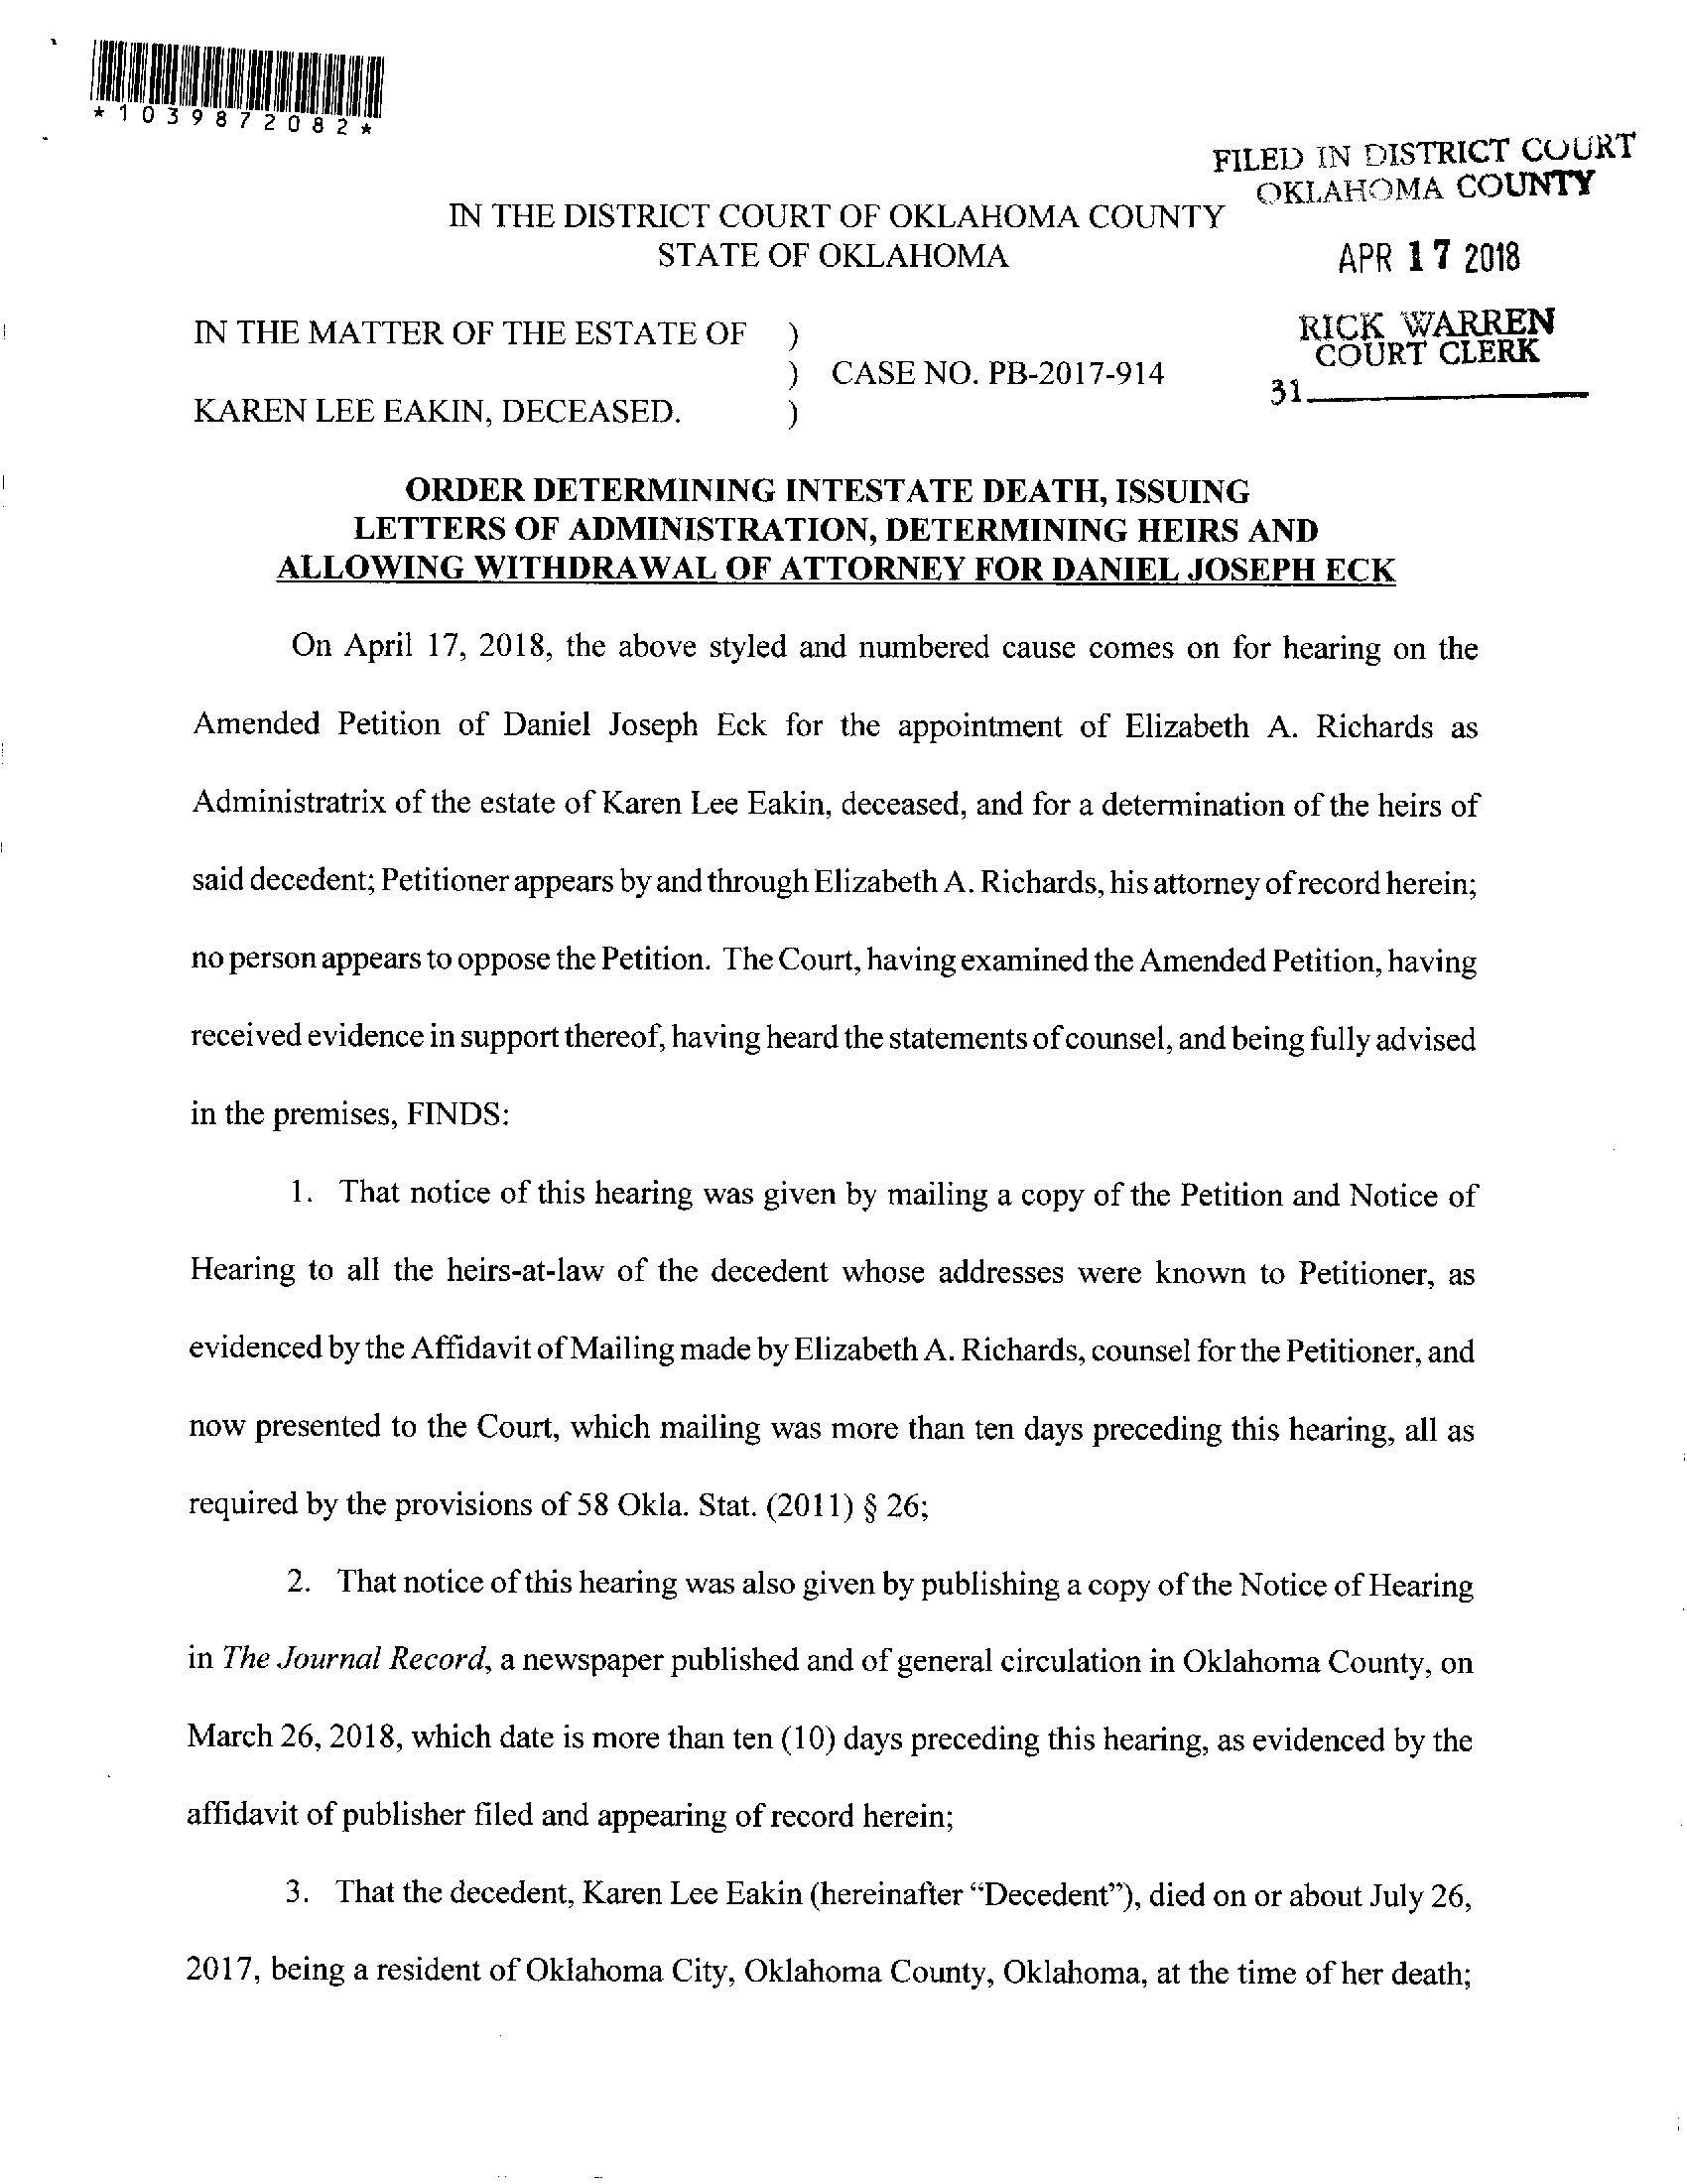 *1039872082*
FILED IN DISTRICT COURT
OKLAHOMA COUNTY
IN THE DISTRICT COURT OF OKLAHOMA COUNTY
STATE OF OKLAHOMA
APR 17 2018
IN THE MATTER OF THE ESTATE OF )
RICK WARREN
COURT CLERK
) CASE NO. PB-2017-914
31
KAREN LEE EAKIN, DECEASED. )
ORDER DETERMINING INTESTATE DEATH, ISSUING
LETTERS OF ADMINISTRATION, DETERMINING HEIRS AND
ALLOWING WITHDRAWAL OF ATTORNEY FOR DANIEL JOSEPH ECK
On April 17, 2018, the above styled and numbered cause comes on for hearing on the
Amended Petition of Daniel Joseph Eck for the appointment of Elizabeth A. Richards as
Administratrix of the estate of Karen Lee Eakin, deceased, and for a determination of the heirs of
said decedent; Petitioner appears by and through Elizabeth A. Richards, his attorney of record herein;
no person appears to oppose the Petition. The Court, having examined the Amended Petition, having
received evidence in support thereof, having heard the statements of counsel, and being fully advised
in the premises, FINDS:
1. That notice of this hearing was given by mailing a copy of the Petition and Notice of
Hearing to all the heirs-at-law of the decedent whose addresses were known to Petitioner, as
evidenced by the Affidavit of Mailing made by Elizabeth A. Richards, counsel for the Petitioner, and
now presented to the Court, which mailing was more than ten days preceding this hearing, all as
required by the provisions of 58 Okla. Stat. (2011) § 26;
2. That notice of this hearing was also given by publishing a copy of the Notice of Hearing
in The Journal Record, a newspaper published and of general circulation in Oklahoma County, on
March 26, 2018, which date is more than ten (10) days preceding this hearing, as evidenced by the
affidavit of publisher filed and appearing of record herein;
3. That the decedent, Karen Lee Eakin (hereinafter “Decedent”), died on or about July 26,
2017, being a resident of Oklahoma City, Oklahoma County, Oklahoma, at the time of her death;